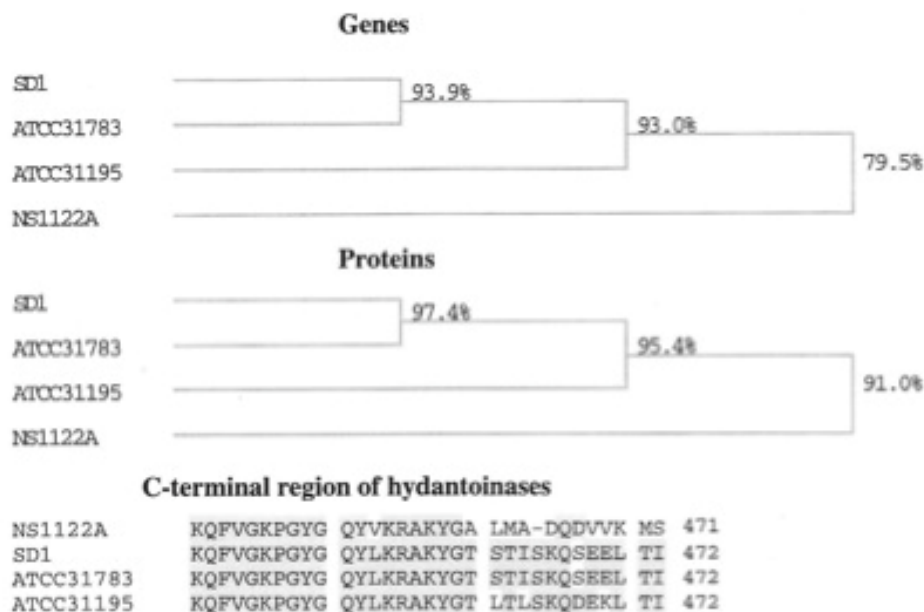 Genes
SD1
93.9%
ATCC31783
93.0%
ATCC31195
79.5%
NS1122A
Proteins
SD1
97.4%
ATCC31783
95.4%
ATCC31195
91.0%
NS1122A
C-terminal region of hydantoinases
NS1122A KQFVGKPGYG QYVKRAKYGA LMA-DQDVVK MS 471
SD1 KQFVGKPGYG QYLKRAKYGT STISKQSEEL TI 472
ATCC31783 KQFVGKPGYG QYLKRAKYGT STISKQSEEL TI 472
ATCC31195 KQFVGKPGYG QYLKRAKYGT LTLSKQDEKL TI 472